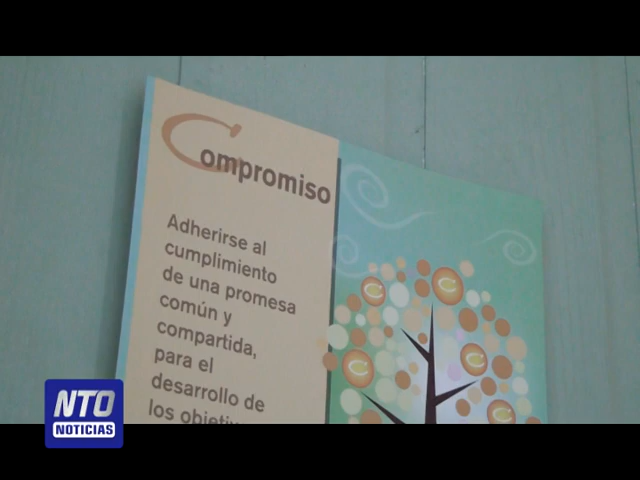 Compromiso
Adherirse al
cumplimiento
de una promesa
común y
compartida,
para el
desarrollo de
los
NTO
NOTICIAS
C
C
C
C